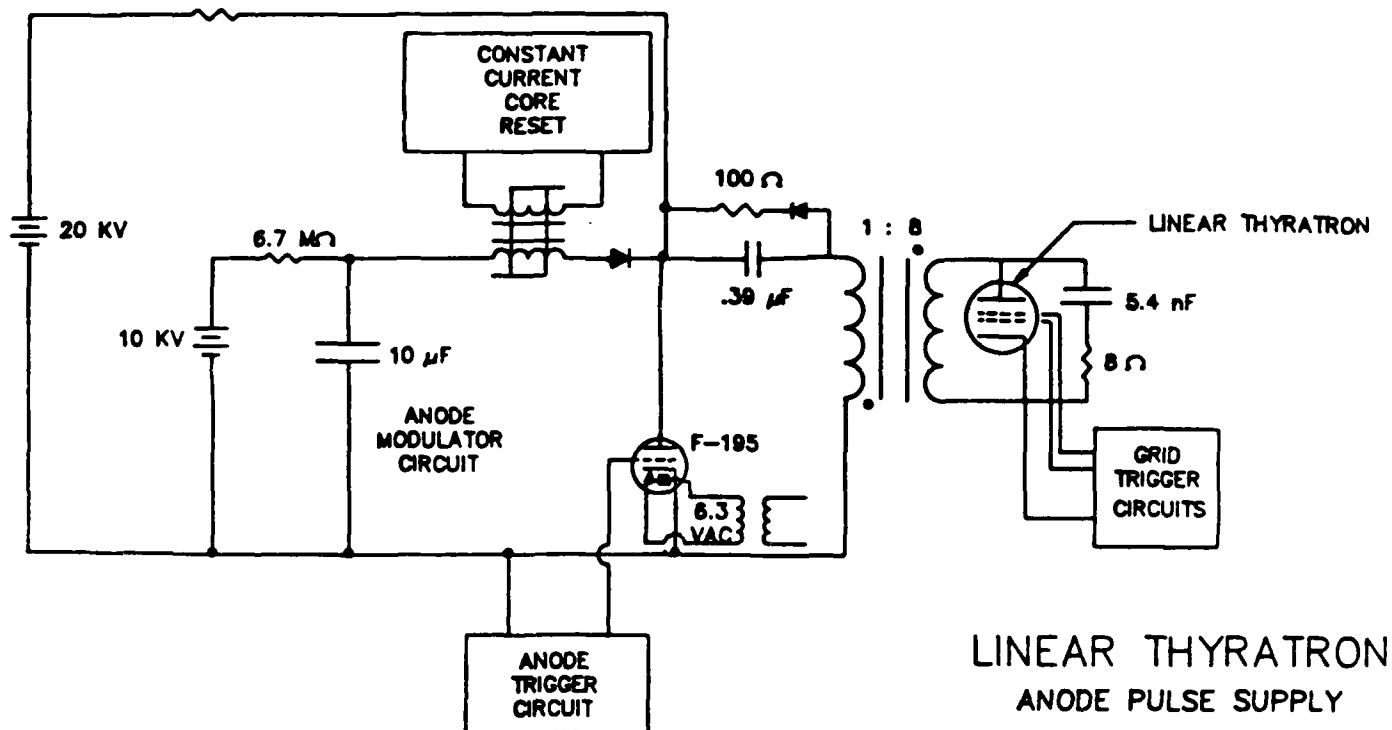 CONSTANT
CURRENT
CORE
RESET
100 Ω
1 : 8
LINEAR THYRATRON
20 KV
6.7 MΩ
.39 μF
5.4 nF
10 KV
10 μF
8 Ω
ANODE
MODULATOR
CIRCUIT
F-195
6.3
VAC
GRID
TRIGGER
CIRCUITS
ANODE
TRIGGER
CIRCUIT
LINEAR THYRATRON
ANODE PULSE SUPPLY